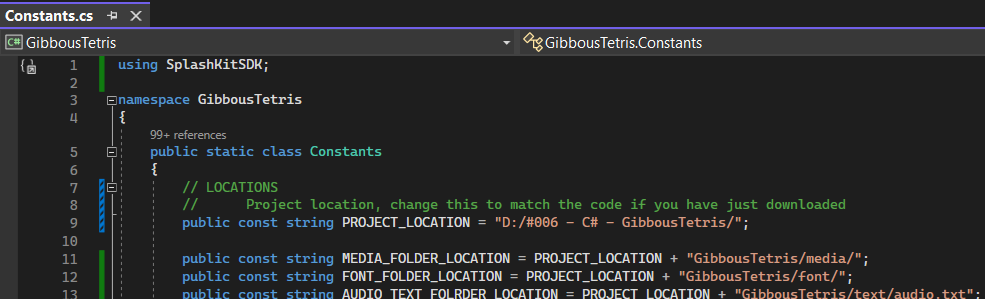 Constants.cs
C# GibbousTetris GibbousTetris.Constants
1 using SplashKitSDK;
2
3 namespace GibbousTetris
4 {
99+ references
5 public static class Constants
6 {
7 // LOCATIONS
8 // Project location, change this to match the code if you have just downloaded
9 public const string PROJECT_LOCATION = "D:/#006 - C# - GibbousTetris/";
10
11 public const string MEDIA_FOLDER_LOCATION = PROJECT_LOCATION + "GibbousTetris/media/";
12 public const string FONT_FOLDER_LOCATION = PROJECT_LOCATION + "GibbousTetris/font/";
13 public const string AUDIO_TEXT_FOLRDER_LOCATION = PROJECT_LOCATION + "GibbousTetris/text/audio.txt";